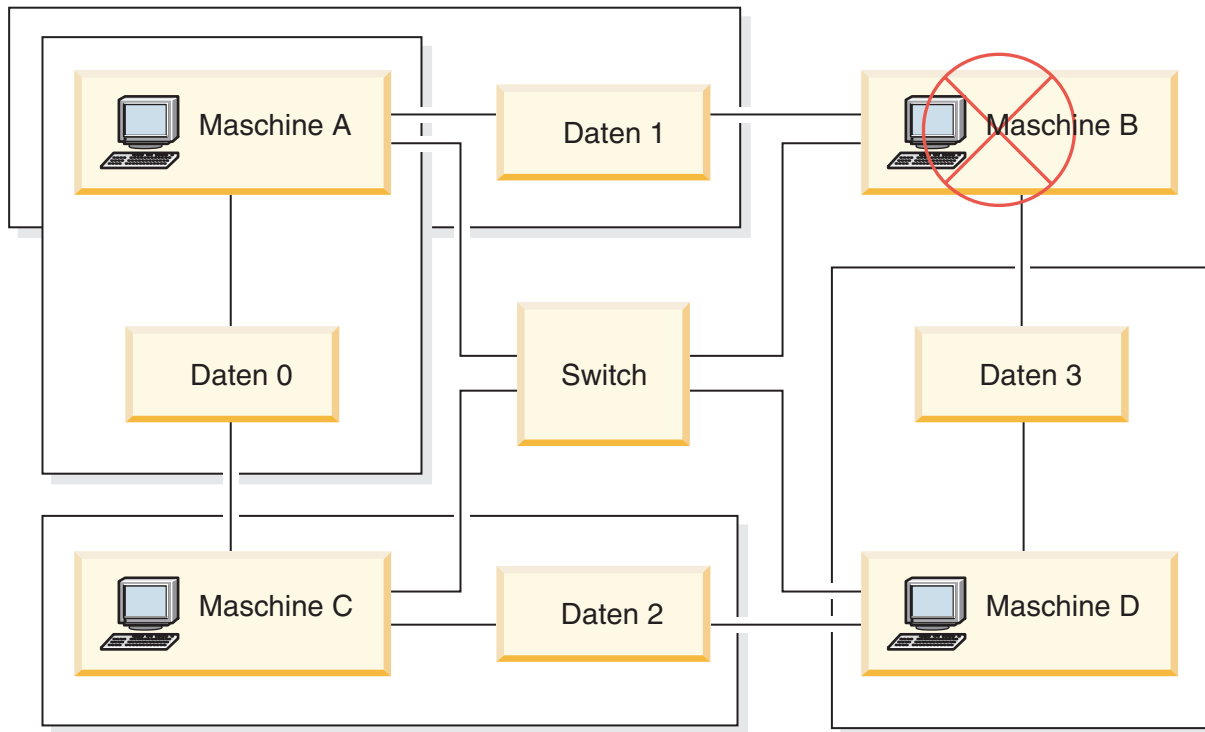 Maschine A
Daten 1
Maschine B
Daten 0
Switch
Daten 3
Maschine C
Daten 2
Maschine D